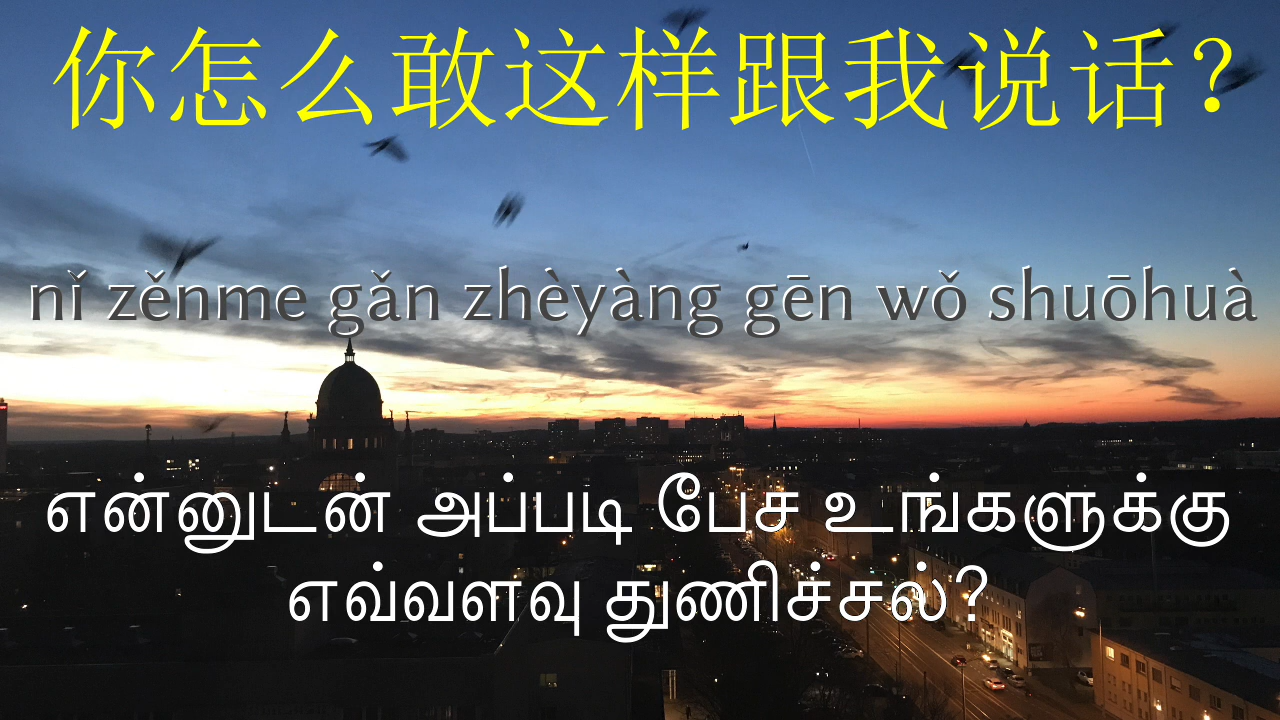 你怎么敢这样跟我说话？
nǐ zěnme gǎn zhèyàng gēn wǒ shuōhuà
என்னுடன் அப்படி பேச உங்களுக்கு
எவ்வளவு துணிச்சல்?